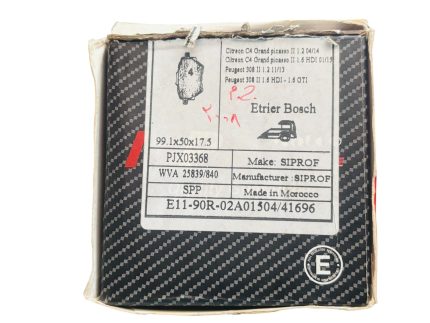 Citroen C4 Grand picasso II 1.2 04/14
Citroen C4 Grand picasso II 1.6 HDI 01/13
Peugeot 308 II 1.2 11/13
Peugeot 308 II 1.6 HDI - 1.6 GTI
4
Etrier Bosch
99.1x50x17.5
PJX03368
Make: SIPROF
WVA 25839/840
Manufacturer :SIPROF
SPP
Made in Morocco
E11-90R-02A01504/41696
E